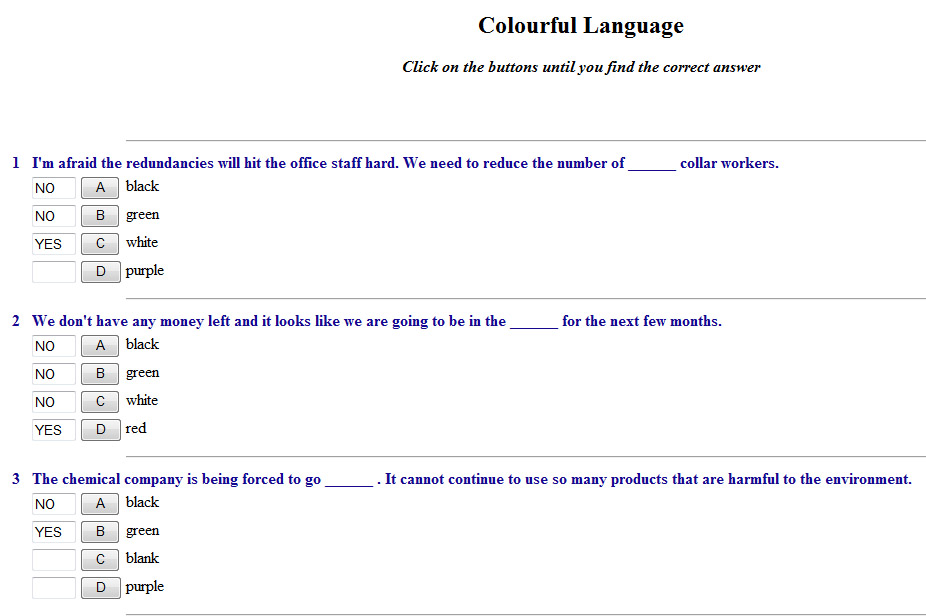 Colourful Language
Click on the buttons until you find the correct answer
1 I'm afraid the redundancies will hit the office staff hard. We need to reduce the number of ______ collar workers.
NO A black
NO B green
YES C white
D purple
2 We don't have any money left and it looks like we are going to be in the ______ for the next few months.
NO A black
NO B green
NO C white
YES D red
3 The chemical company is being forced to go ______ . It cannot continue to use so many products that are harmful to the environment.
NO A black
YES B green
C blank
D purple